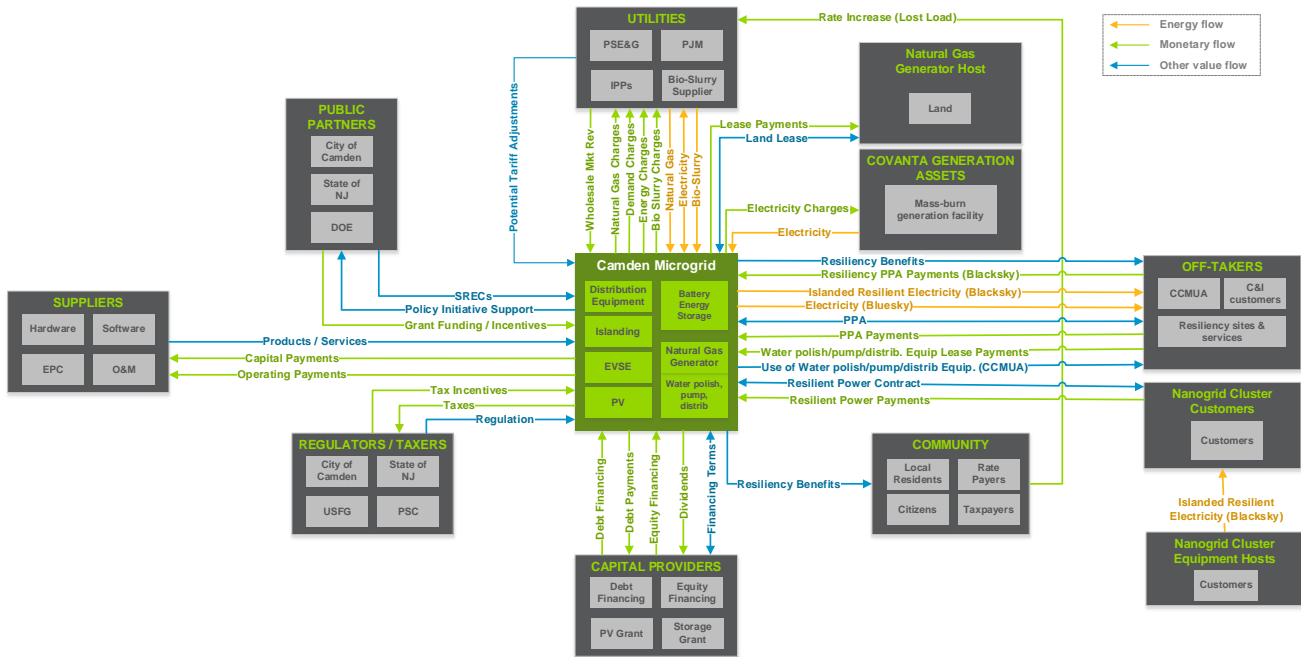 UTILITIES
PSE&G
PJM
IPPs
Bio-Slurry
Supplier
Rate Increase (Lost Load)
Energy flow
Monetary flow
Other value flow
Natural Gas
Generator Host
Land
Lease Payments
Land Lease
PUBLIC
PARTNERS
City of
Camden
State of
NJ
DOE
Potential Tariff Adjustments
Wholesale Mkt Rev
Natural Gas Charges
Demand Charges
Energy Charges
Bio Slurry Charges
Natural Gas
Electricity
Bio-Slurry
COVANTA GENERATION
ASSETS
Mass-burn
generation facility
Electricity Charges
Electricity
Camden Microgrid
Distribution
Equipment
Battery
Energy
Storage
Islanding
EVSE
Natural Gas
Generator
PV
Water polish,
pump,
distrib
SRECs
Policy Initiative Support
Grant Funding / Incentives
SUPPLIERS
Hardware
Software
EPC
O&M
Products / Services
Capital Payments
Operating Payments
Tax Incentives
Taxes
Regulation
REGULATORS / TAXERS
City of
Camden
State of
NJ
USFG
PSC
Resiliency Benefits
Resiliency PPA Payments (Blacksky)
Islanded Resilient Electricity (Blacksky)
Electricity (Bluesky)
PPA
PPA Payments
Water polish/pump/distrib. Equip Lease Payments
Use of Water polish/pump/distrib Equip. (CCMUA)
Resilient Power Contract
Resilient Power Payments
OFF-TAKERS
CCMUA
C&I
customers
Resiliency sites &
services
Nanogrid Cluster
Customers
Customers
Islanded Resilient
Electricity (Blacksky)
Nanogrid Cluster
Equipment Hosts
Customers
COMMUNITY
Local
Residents
Rate
Payers
Citizens
Taxpayers
Resiliency Benefits
Debt Financing
Debt Payments
Equity Financing
Dividends
Financing Terms
CAPITAL PROVIDERS
Debt
Financing
Equity
Financing
PV Grant
Storage
Grant